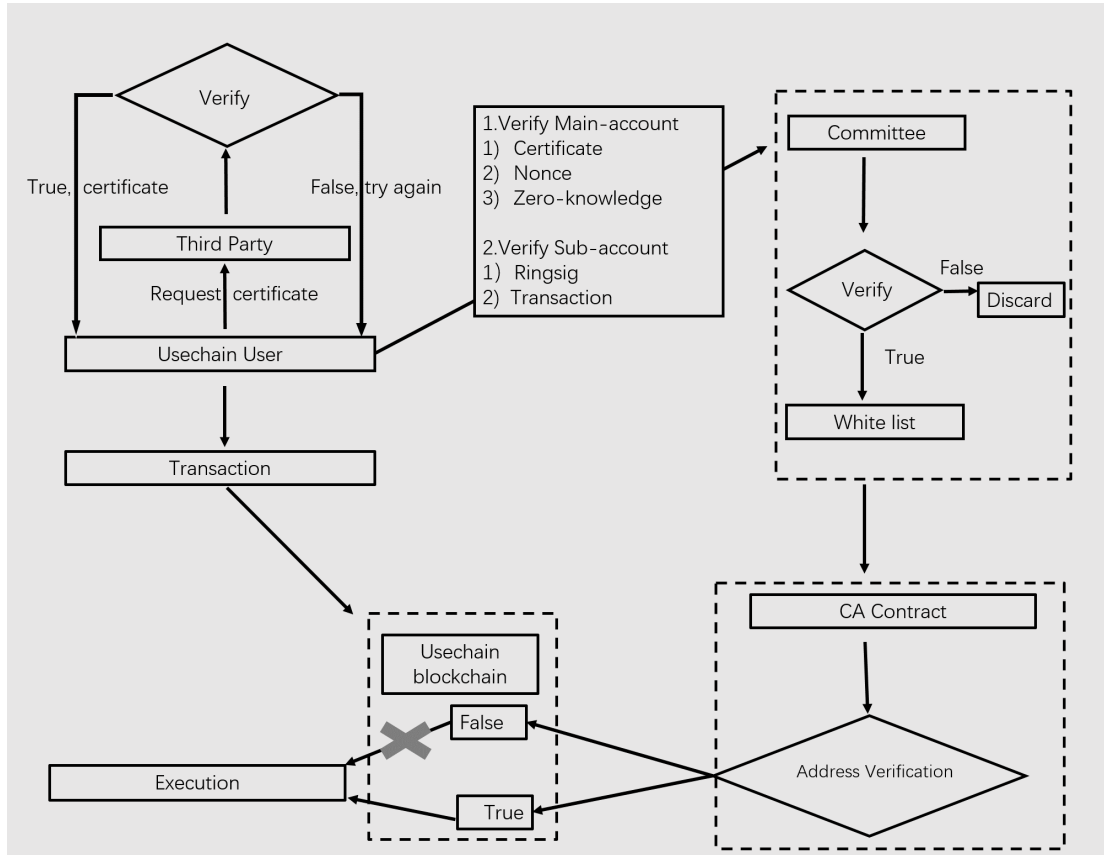 Verify
True, certificate
False, try again
Third Party
Request certificate
Usechain User
Transaction
1.Verify Main-account
1) Certificate
2) Nonce
3) Zero-knowledge
2.Verify Sub-account
1) Ringsig
2) Transaction
Committee
Verify
False
Discard
True
White list
CA Contract
Address Verification
Usechain
blockchain
False
True
Execution